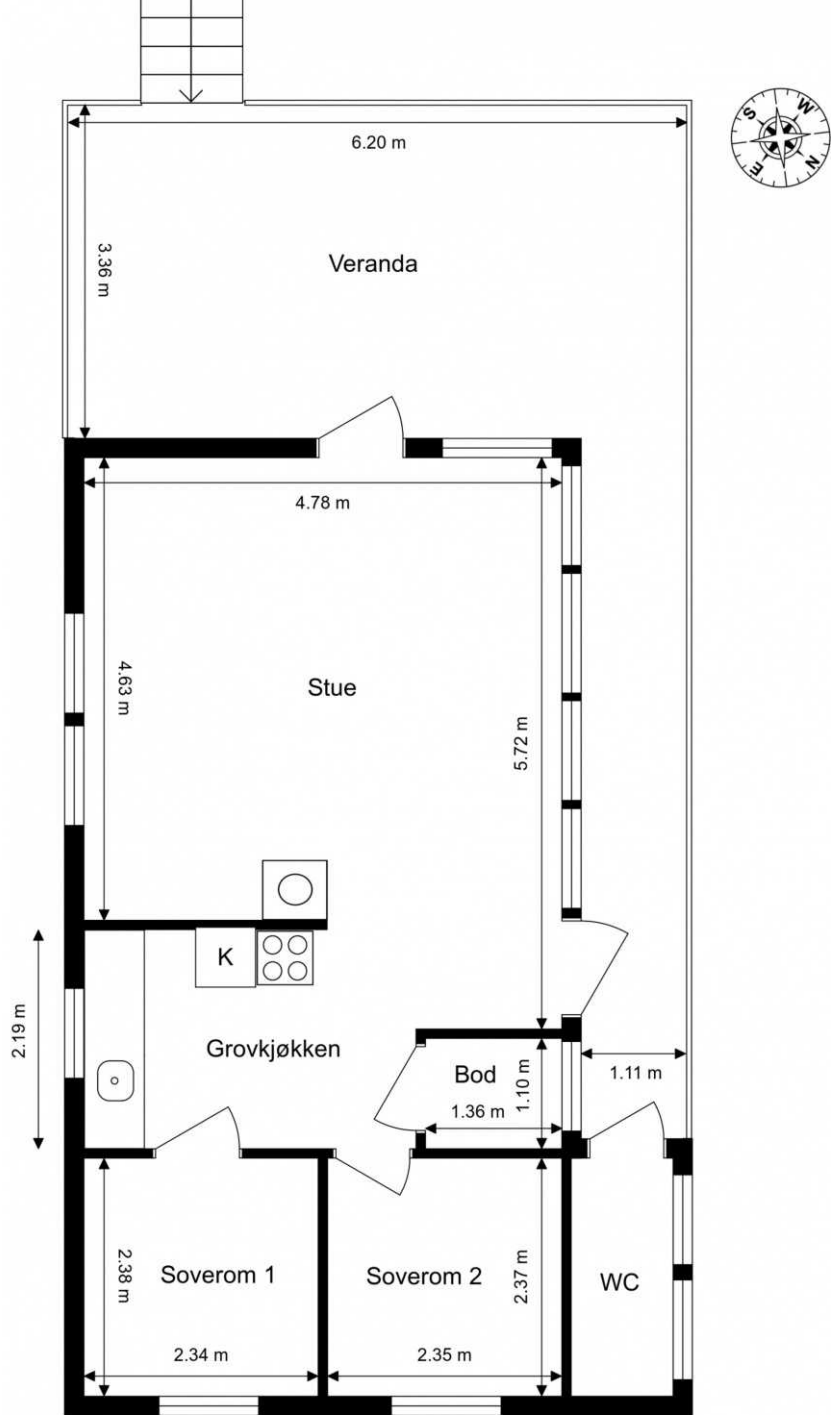 S
W
E
N
6.20 m
3.36 m
Veranda
4.78 m
4.63 m
Stue
5.72 m
K
2.19 m
Grovkjøkken
Bod
1.36 m
1.10 m
1.11 m
2.38 m
Soverom 1
2.34 m
Soverom 2
2.37 m
2.35 m
WC